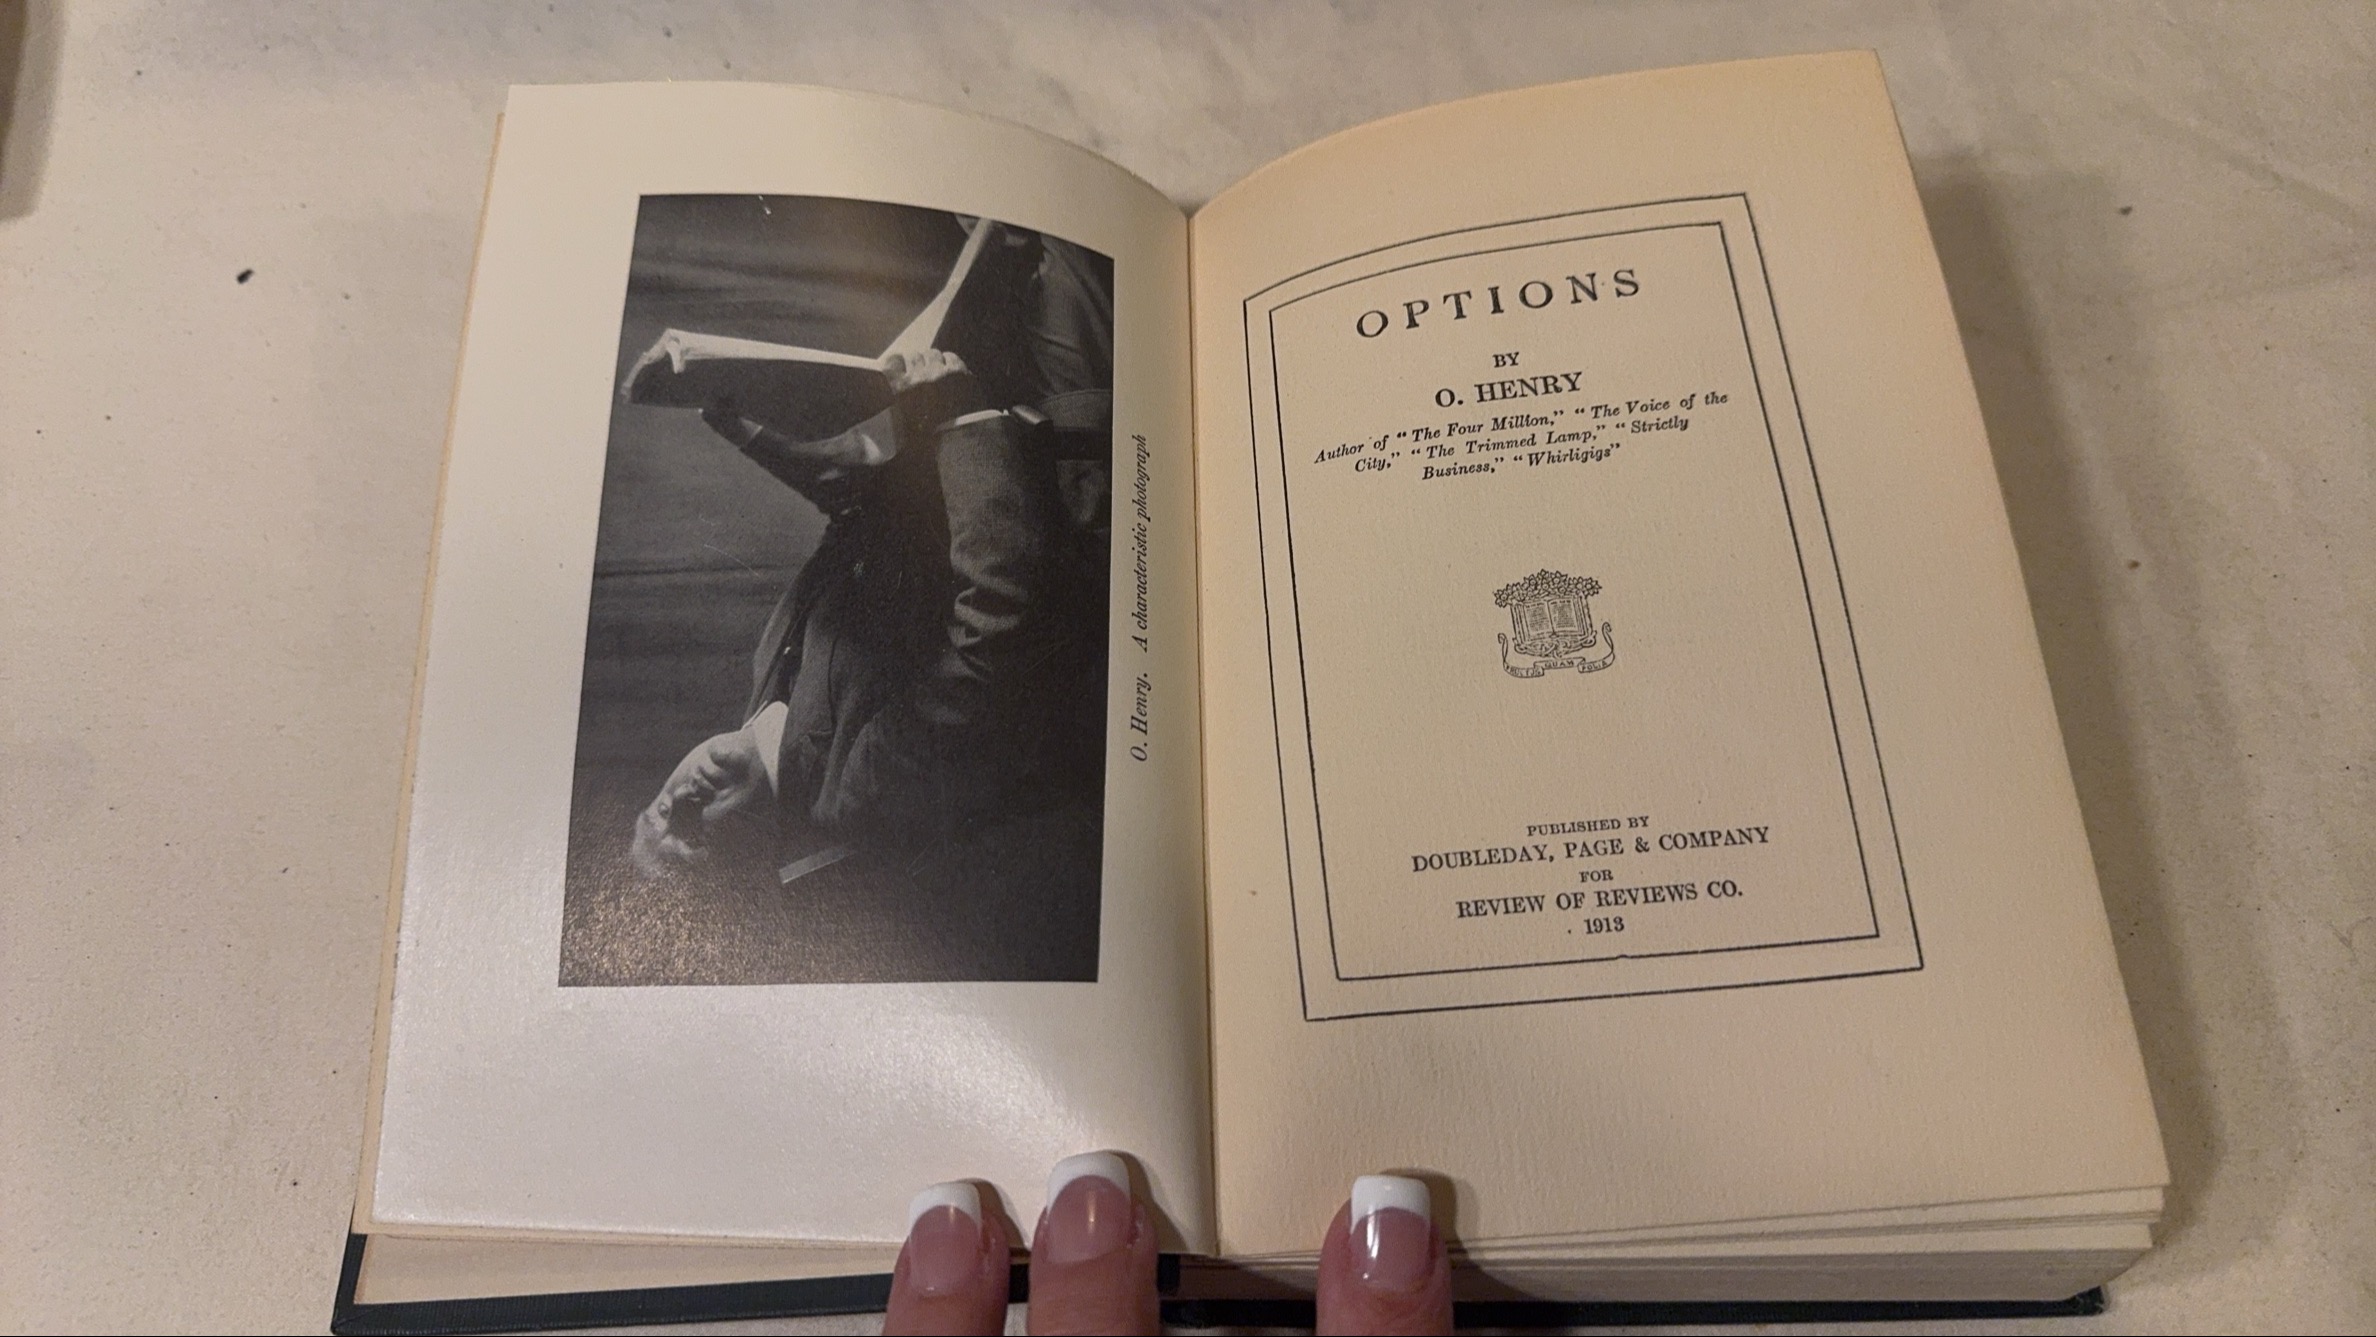 O. Henry. A characteristic photograph
OPTIONS
BY
O. HENRY
Author of "The Four Million," "The Voice of the
City," "The Trimmed Lamp," "Strictly
Business," "Whirligigs"
QUAM
PUBLISHED BY
DOUBLEDAY, PAGE & COMPANY
FOR
REVIEW OF REVIEWS CO.
1913